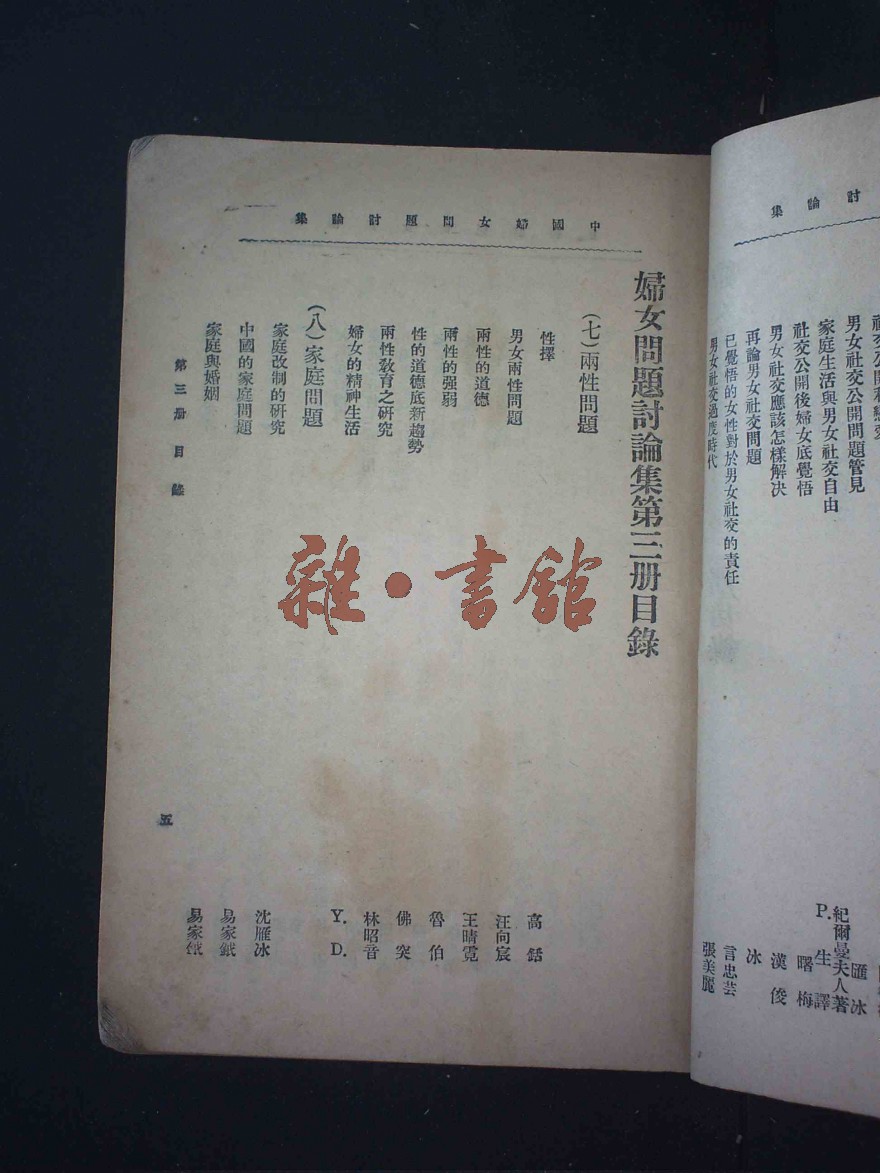 討論集
男女社交公開問題管見　冰
家庭生活與男女社交自由　紀爾曼夫人著　P. 生譯
社交公開後婦女底覺悟　曙梅
男女社交應該怎樣解決　漢俊
再論男女社交問題　冰
已覺悟的女性對於男女社交的責任　言忠芸
男女社交過度時代　張美麗
中國婦女問題討論集
婦女問題討論集第三册目錄
(七)兩性問題
性擇　高銛
男女兩性問題　汪向宸
兩性的道德　王晴霓
兩性的强弱　魯伯
性的道德底新趨勢　佛突
兩性教育之研究　林昭音
婦女的精神生活　Y. D.
(八)家庭問題
家庭改制的研究　沈雁冰
中國的家庭問題　易家鉞
家庭與婚姻　易家鉞
第三册目錄
五
雜·書館